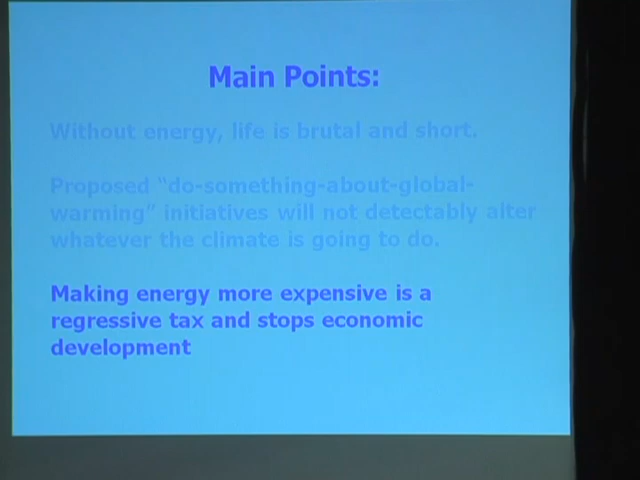 Main Points:
Without energy, life is brutal and short.
Proposed “do-something-about-global-
warming” initiatives will not detectably alter
whatever the climate is going to do.
Making energy more expensive is a
regressive tax and stops economic
development